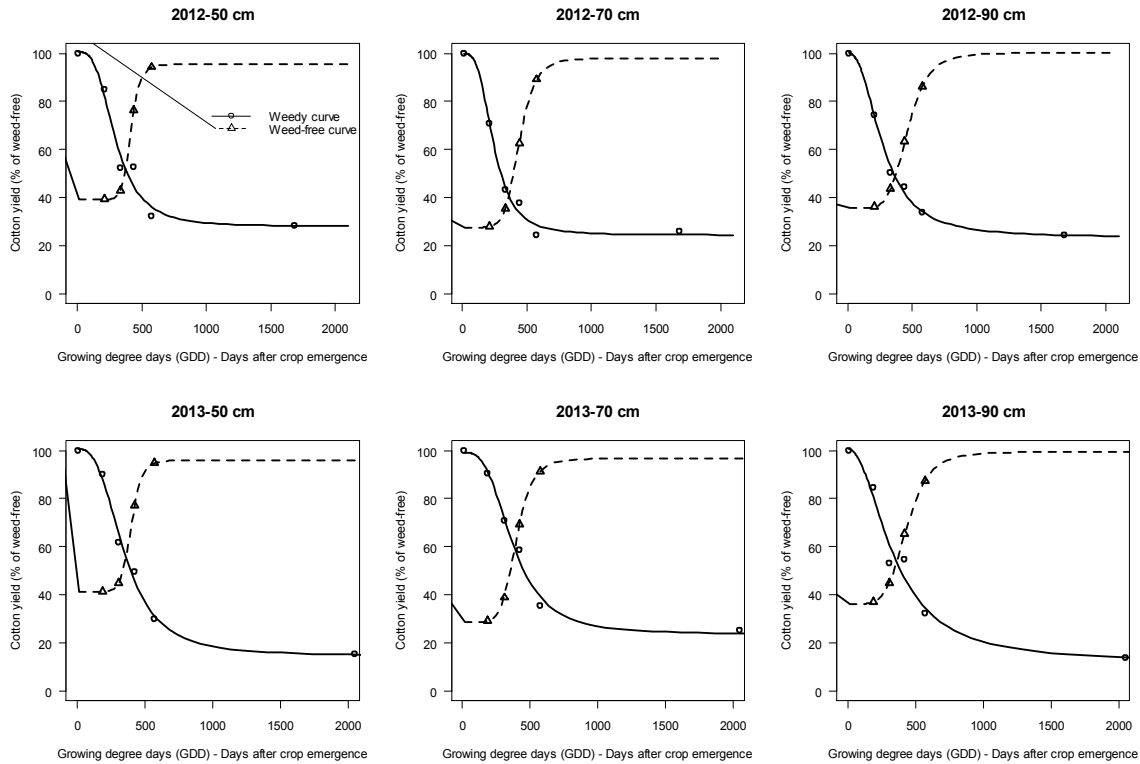 2012-50 cm
2012-70 cm
2012-90 cm
Cotton yield (% of weed-free)
100
80
60
40
20
0
Weedy curve
Weed-free curve
0 500 1000 1500 2000
Growing degree days (GDD) - Days after crop emergence
Cotton yield (% of weed-free)
100
80
60
40
20
0
0 500 1000 1500 2000
Growing degree days (GDD) - Days after crop emergence
Cotton yield (% of weed-free)
100
80
60
40
20
0
0 500 1000 1500 2000
Growing degree days (GDD) - Days after crop emergence
2013-50 cm
2013-70 cm
2013-90 cm
Cotton yield (% of weed-free)
100
80
60
40
20
0
0 500 1000 1500 2000
Growing degree days (GDD) - Days after crop emergence
Cotton yield (% of weed-free)
100
80
60
40
20
0
0 500 1000 1500 2000
Growing degree days (GDD) - Days after crop emergence
Cotton yield (% of weed-free)
100
80
60
40
20
0
0 500 1000 1500 2000
Growing degree days (GDD) - Days after crop emergence